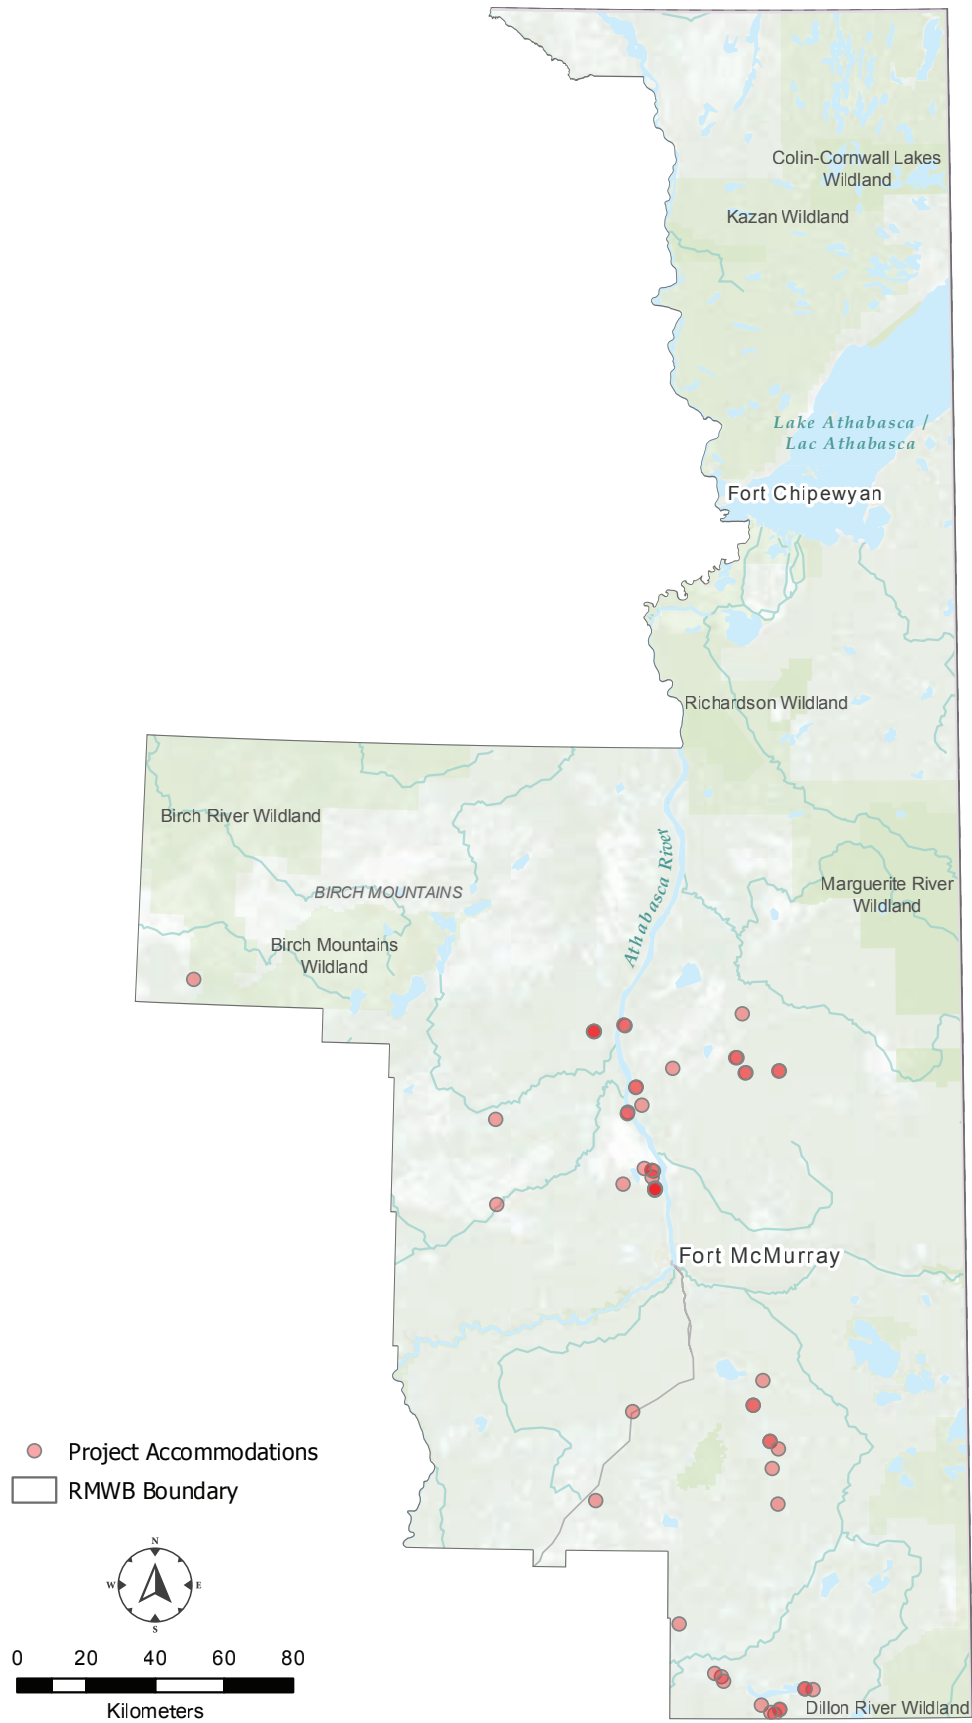 Colin-Cornwall Lakes
Wildland
Kazan Wildland
Lake Athabasca /
Lac Athabasca
Fort Chipewyan
Richardson Wildland
Birch River Wildland
Athabasca River
BIRCH MOUNTAINS
Marguerite River
Wildland
Birch Mountains
Wildland
Fort McMurray
Project Accommodations
RMWB Boundary
N
W E
S
0 20 40 60 80
Kilometers
Dillon River Wildland